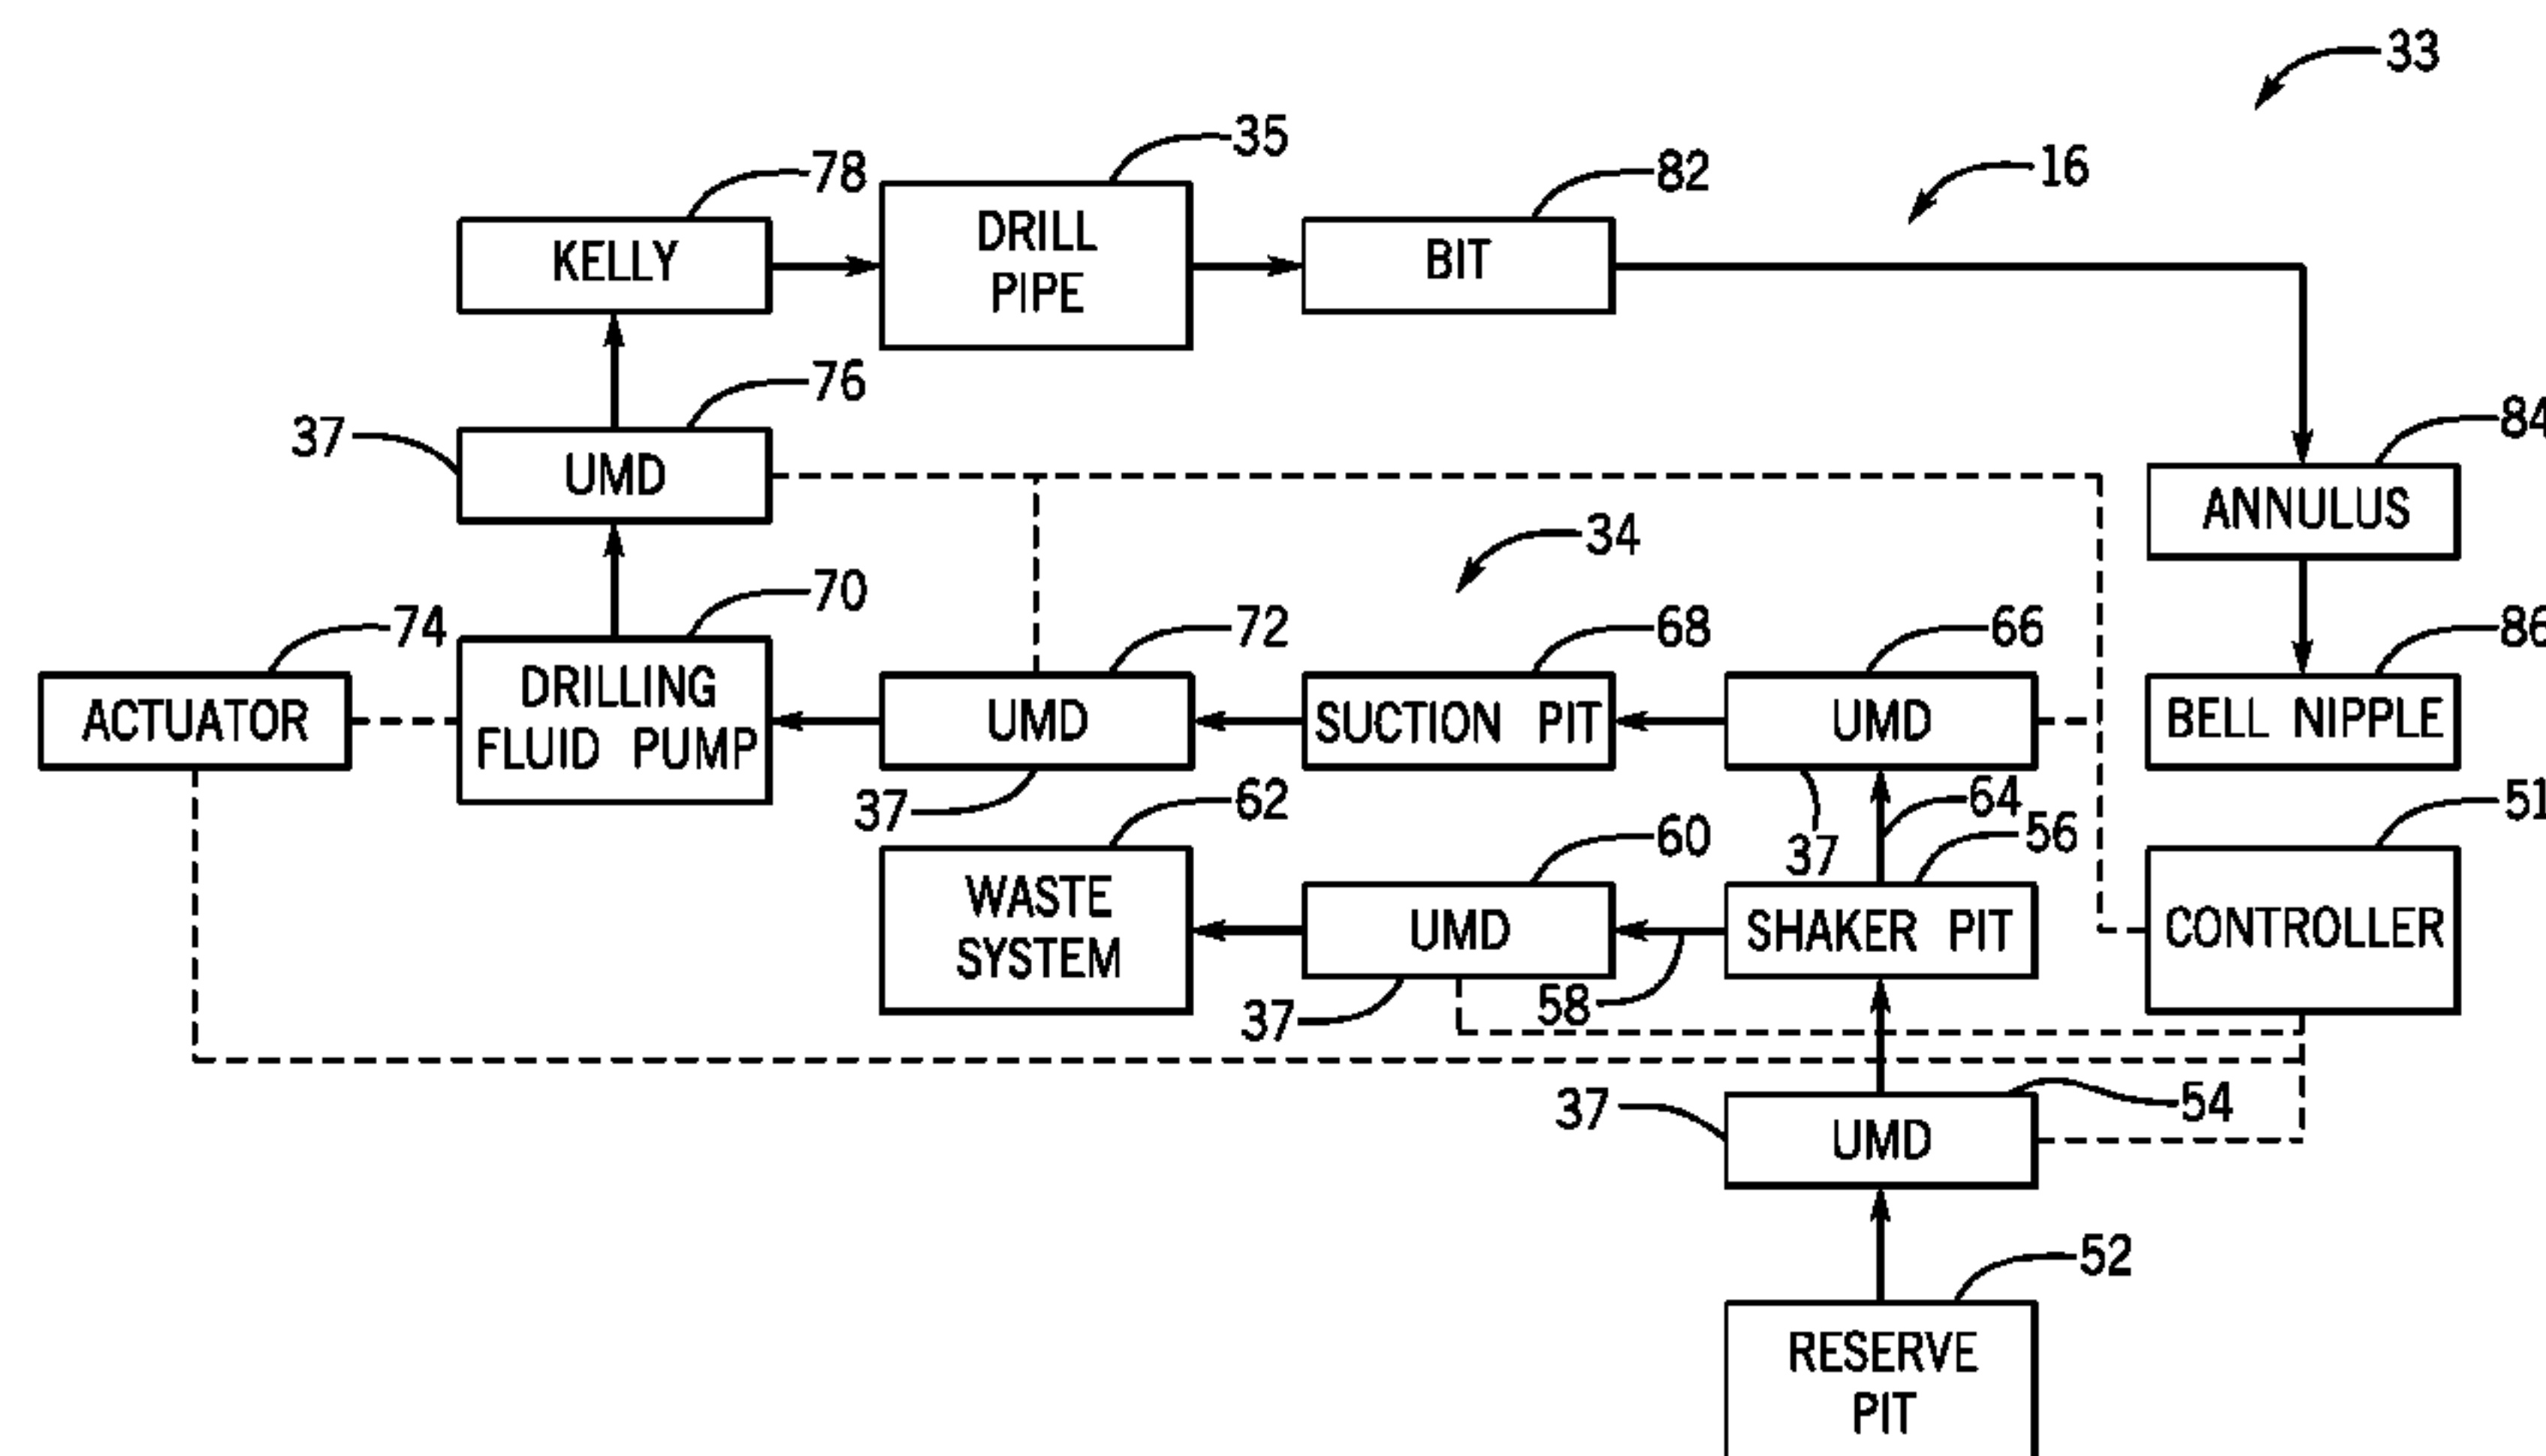 33
35
16
78
82
KELLY
DRILL
PIPE
BIT
76
37
UMD
84
ANNULUS
34
70
74
72
68
66
86
ACTUATOR
DRILLING
FLUID PUMP
UMD
SUCTION PIT
UMD
BELL NIPPLE
37
62
64
51
60
37
56
WASTE
SYSTEM
UMD
SHAKER PIT
CONTROLLER
37
58
37
54
UMD
52
RESERVE
PIT